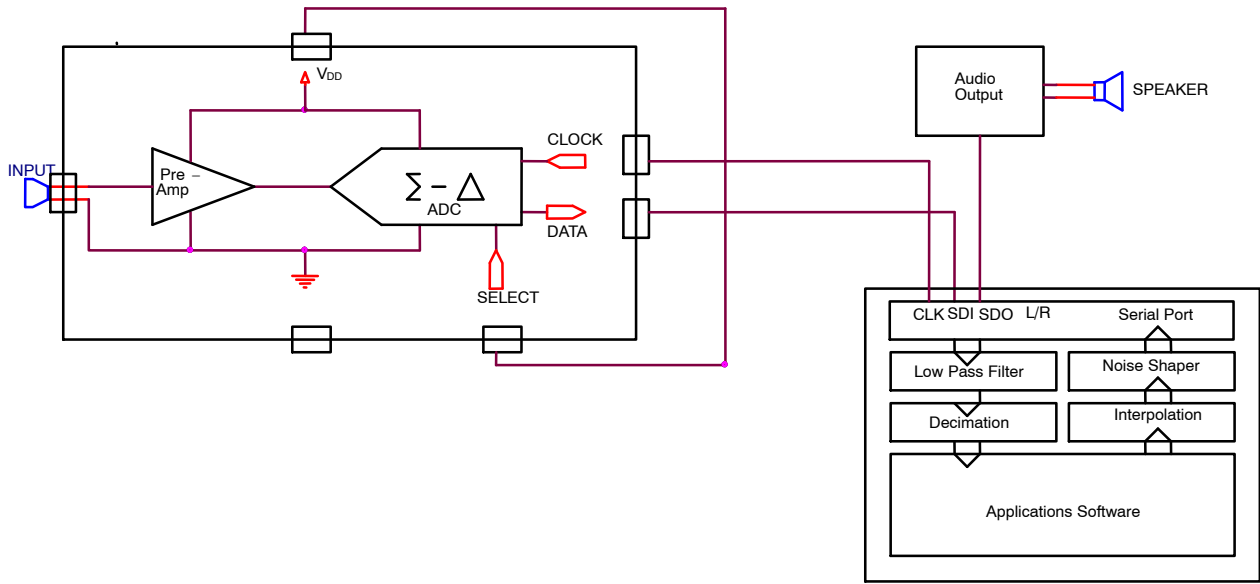 VDD
INPUT
Pre –
Amp
Σ – Δ
ADC
CLOCK
DATA
SELECT
Audio
Output
SPEAKER
CLK SDI SDO L/R Serial Port
Low Pass Filter
Noise Shaper
Decimation
Interpolation
Applications Software